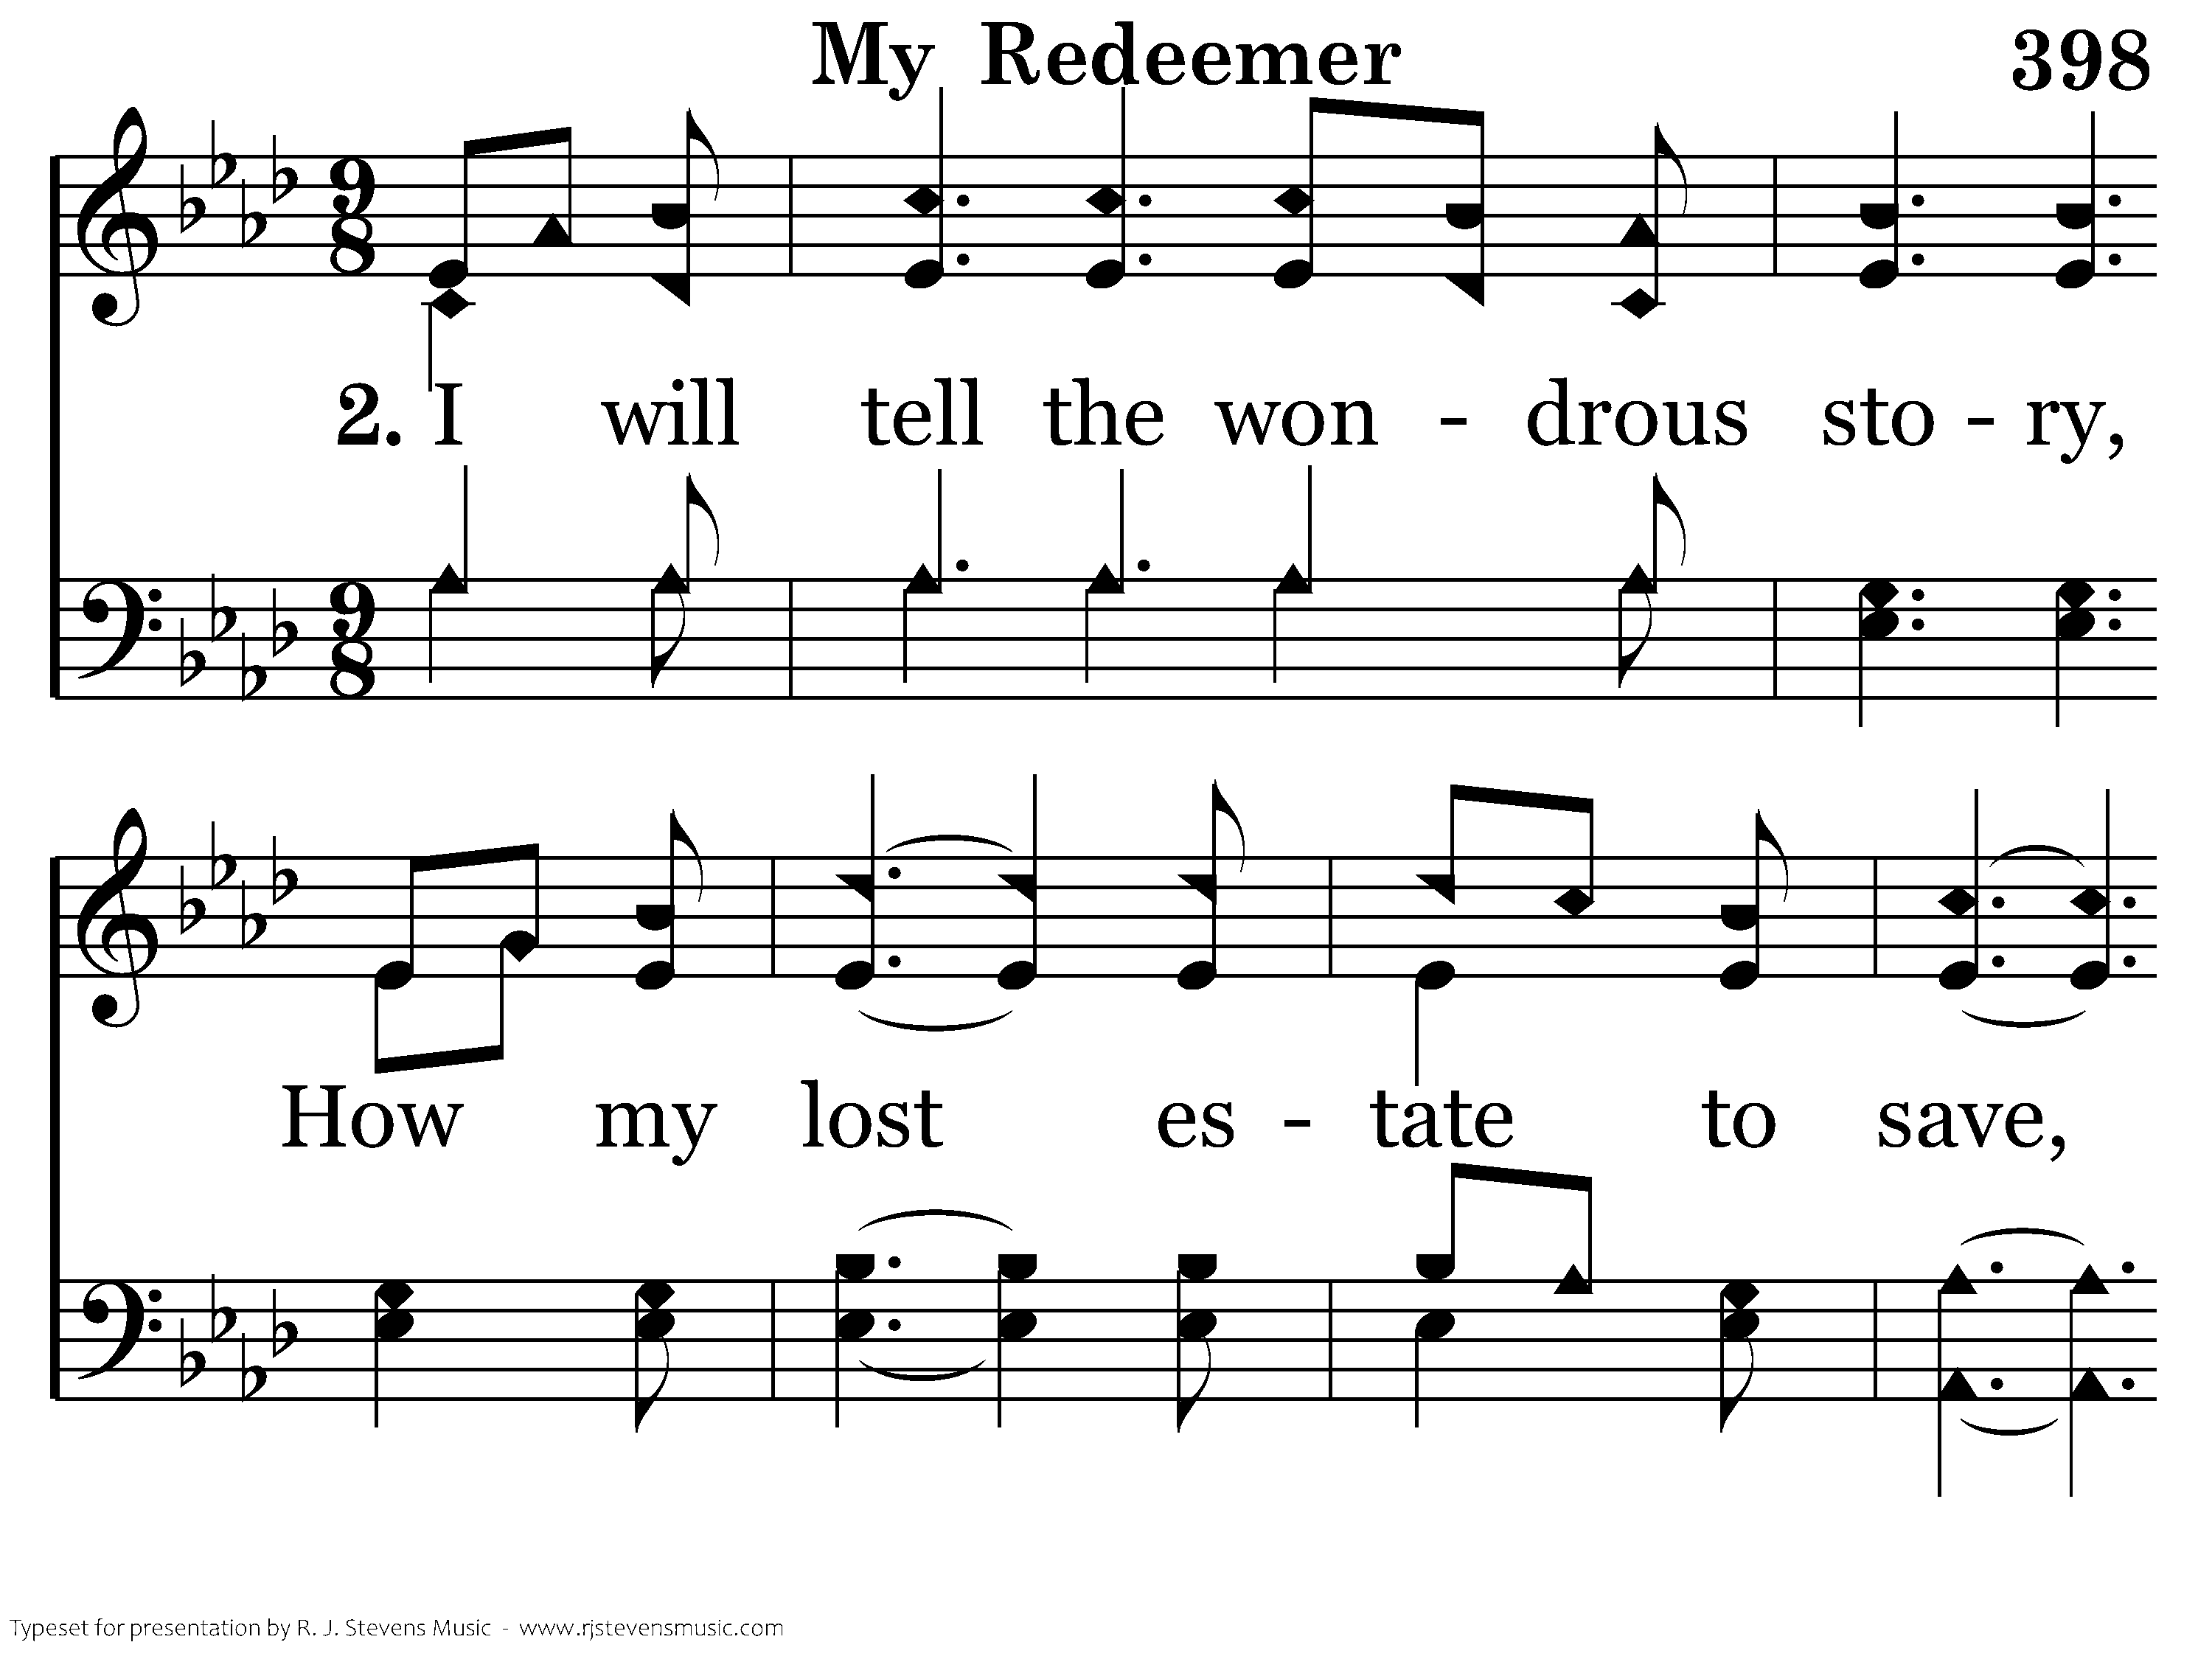 My Redeemer 398
2. I will tell the won - drous sto - ry,
How my lost es - tate to save,
Typeset for presentation by R. J. Stevens Music - www.rjstevensmusic.com